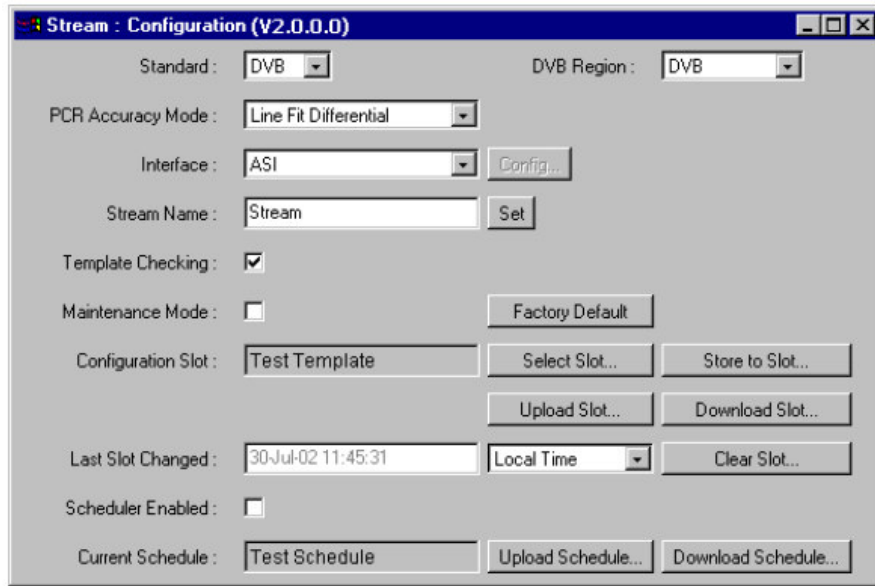 Stream : Configuration (V2.0.0.0)
Standard : DVB DVB Region : DVB
PCR Accuracy Mode : Line Fit Differential
Interface : ASI Config...
Stream Name : Stream Set
Template Checking :
Maintenance Mode : Factory Default
Configuration Slot : Test Template Select Slot... Store to Slot...
Upload Slot... Download Slot...
Last Slot Changed : 30-Jul-02 11:45:31 Local Time Clear Slot...
Scheduler Enabled :
Current Schedule : Test Schedule Upload Schedule... Download Schedule...